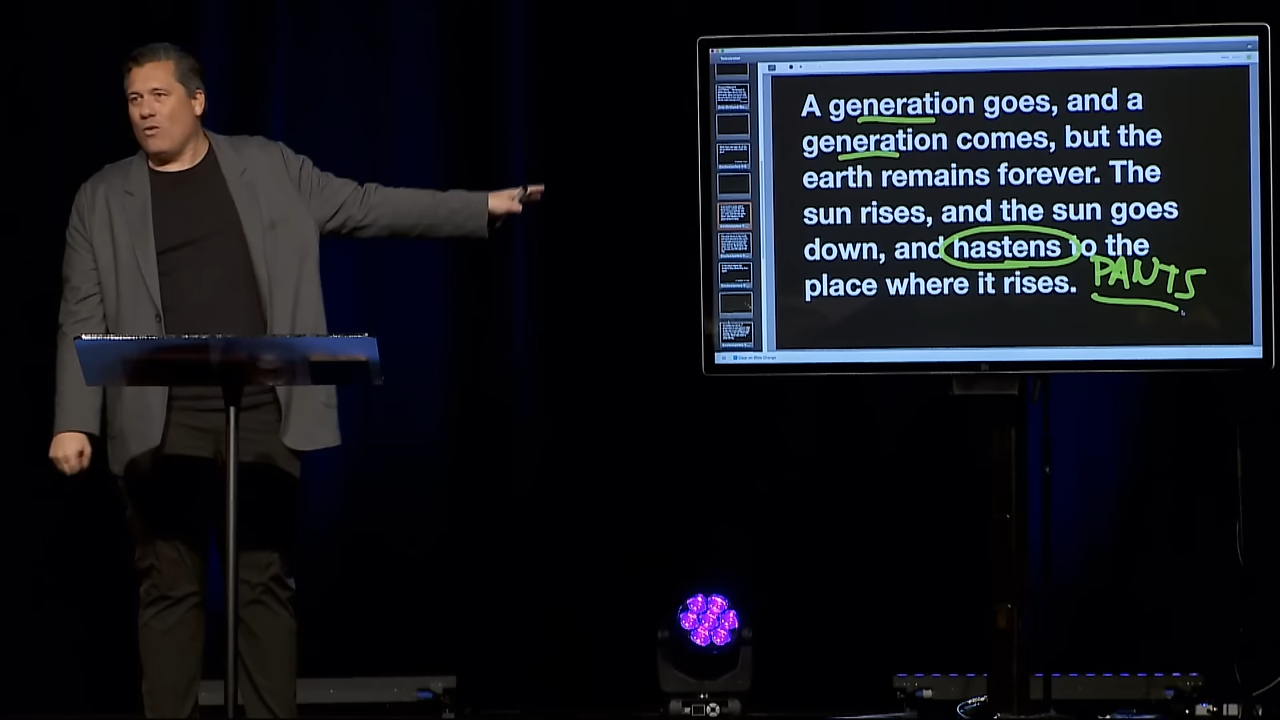 A generation goes, and a
generation comes, but the
earth remains forever. The
sun rises, and the sun goes
down, and hastens to the
place where it rises. PANTS